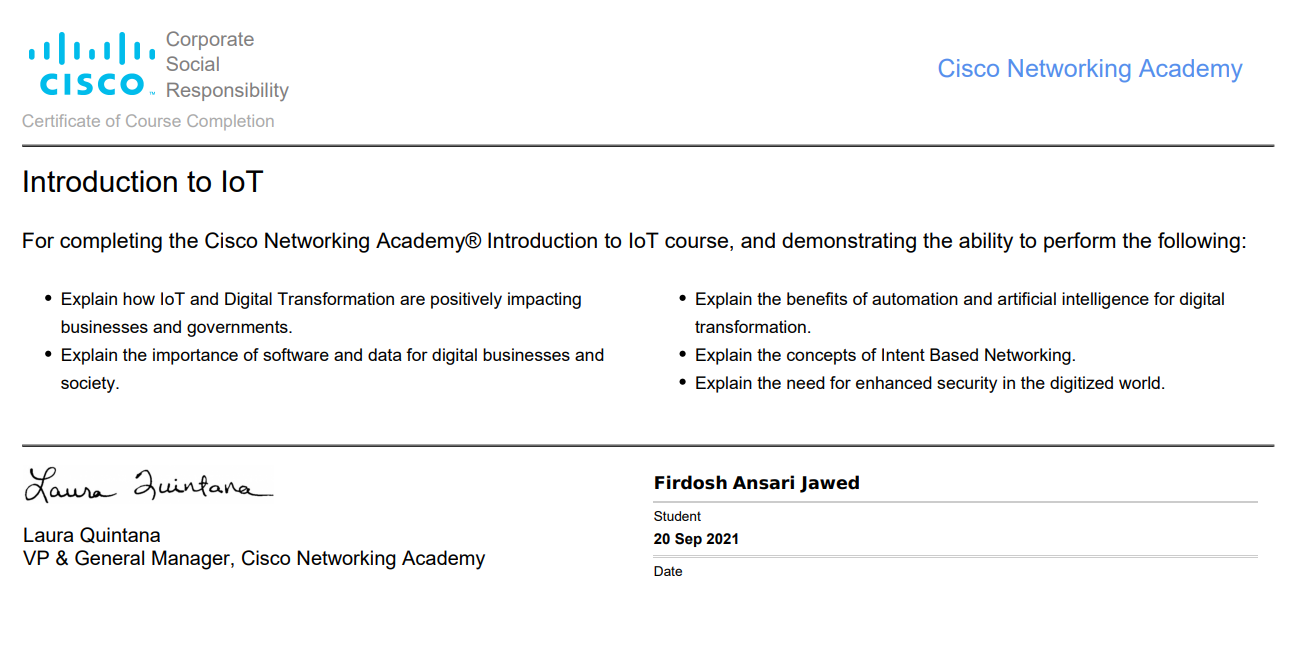 Corporate
Social
Responsibility
CISCO™
Cisco Networking Academy
Certificate of Course Completion
Introduction to IoT
For completing the Cisco Networking Academy® Introduction to IoT course, and demonstrating the ability to perform the following:
• Explain how IoT and Digital Transformation are positively impacting
businesses and governments.
• Explain the importance of software and data for digital businesses and
society.
• Explain the benefits of automation and artificial intelligence for digital
transformation.
• Explain the concepts of Intent Based Networking.
• Explain the need for enhanced security in the digitized world.
Laura Quintana
Laura Quintana
VP & General Manager, Cisco Networking Academy
Firdosh Ansari Jawed
Student
20 Sep 2021
Date